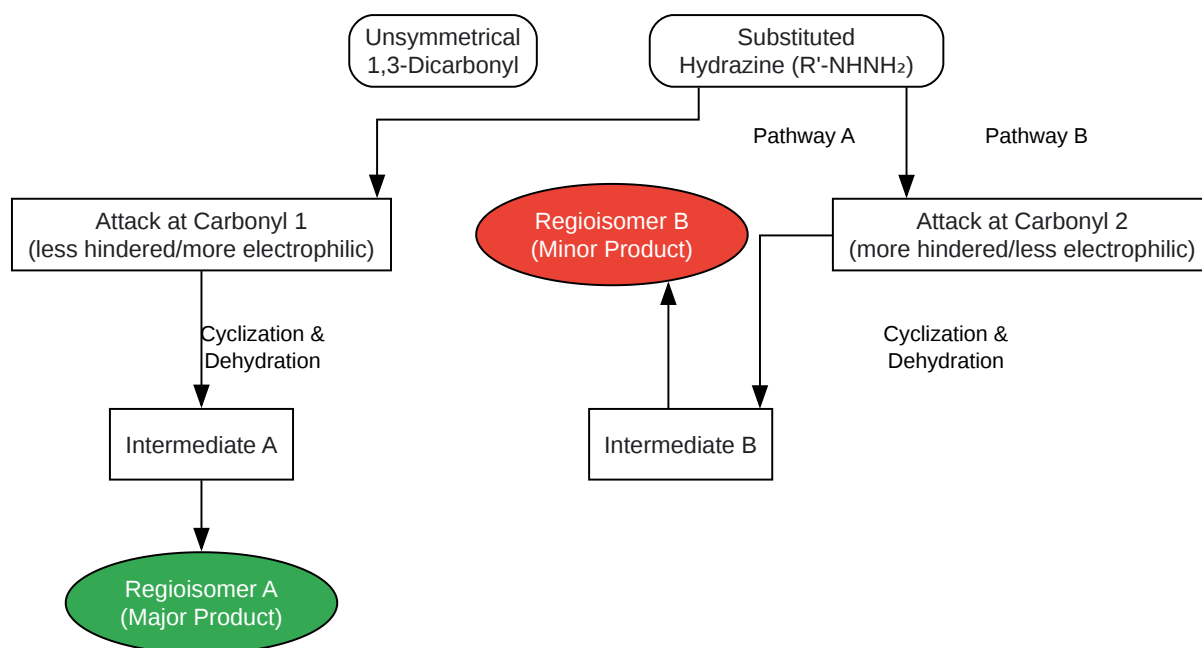 Unsymmetrical
1,3-Dicarbonyl
Substituted
Hydrazine (R'-NHNH₂)
Pathway A
Pathway B
Attack at Carbonyl 1
(less hindered/more electrophilic)
Regioisomer B
(Minor Product)
Attack at Carbonyl 2
(more hindered/less electrophilic)
Cyclization &
Dehydration
Cyclization &
Dehydration
Intermediate A
Intermediate B
Regioisomer A
(Major Product)